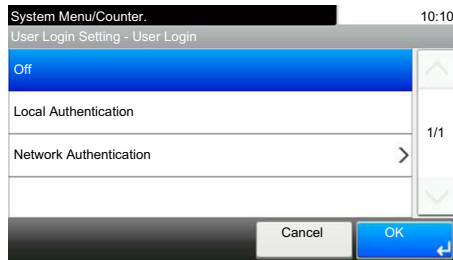 System Menu/Counter.
10:10
User Login Setting - User Login
Off
Local Authentication
1/1
Network Authentication
Cancel
OK